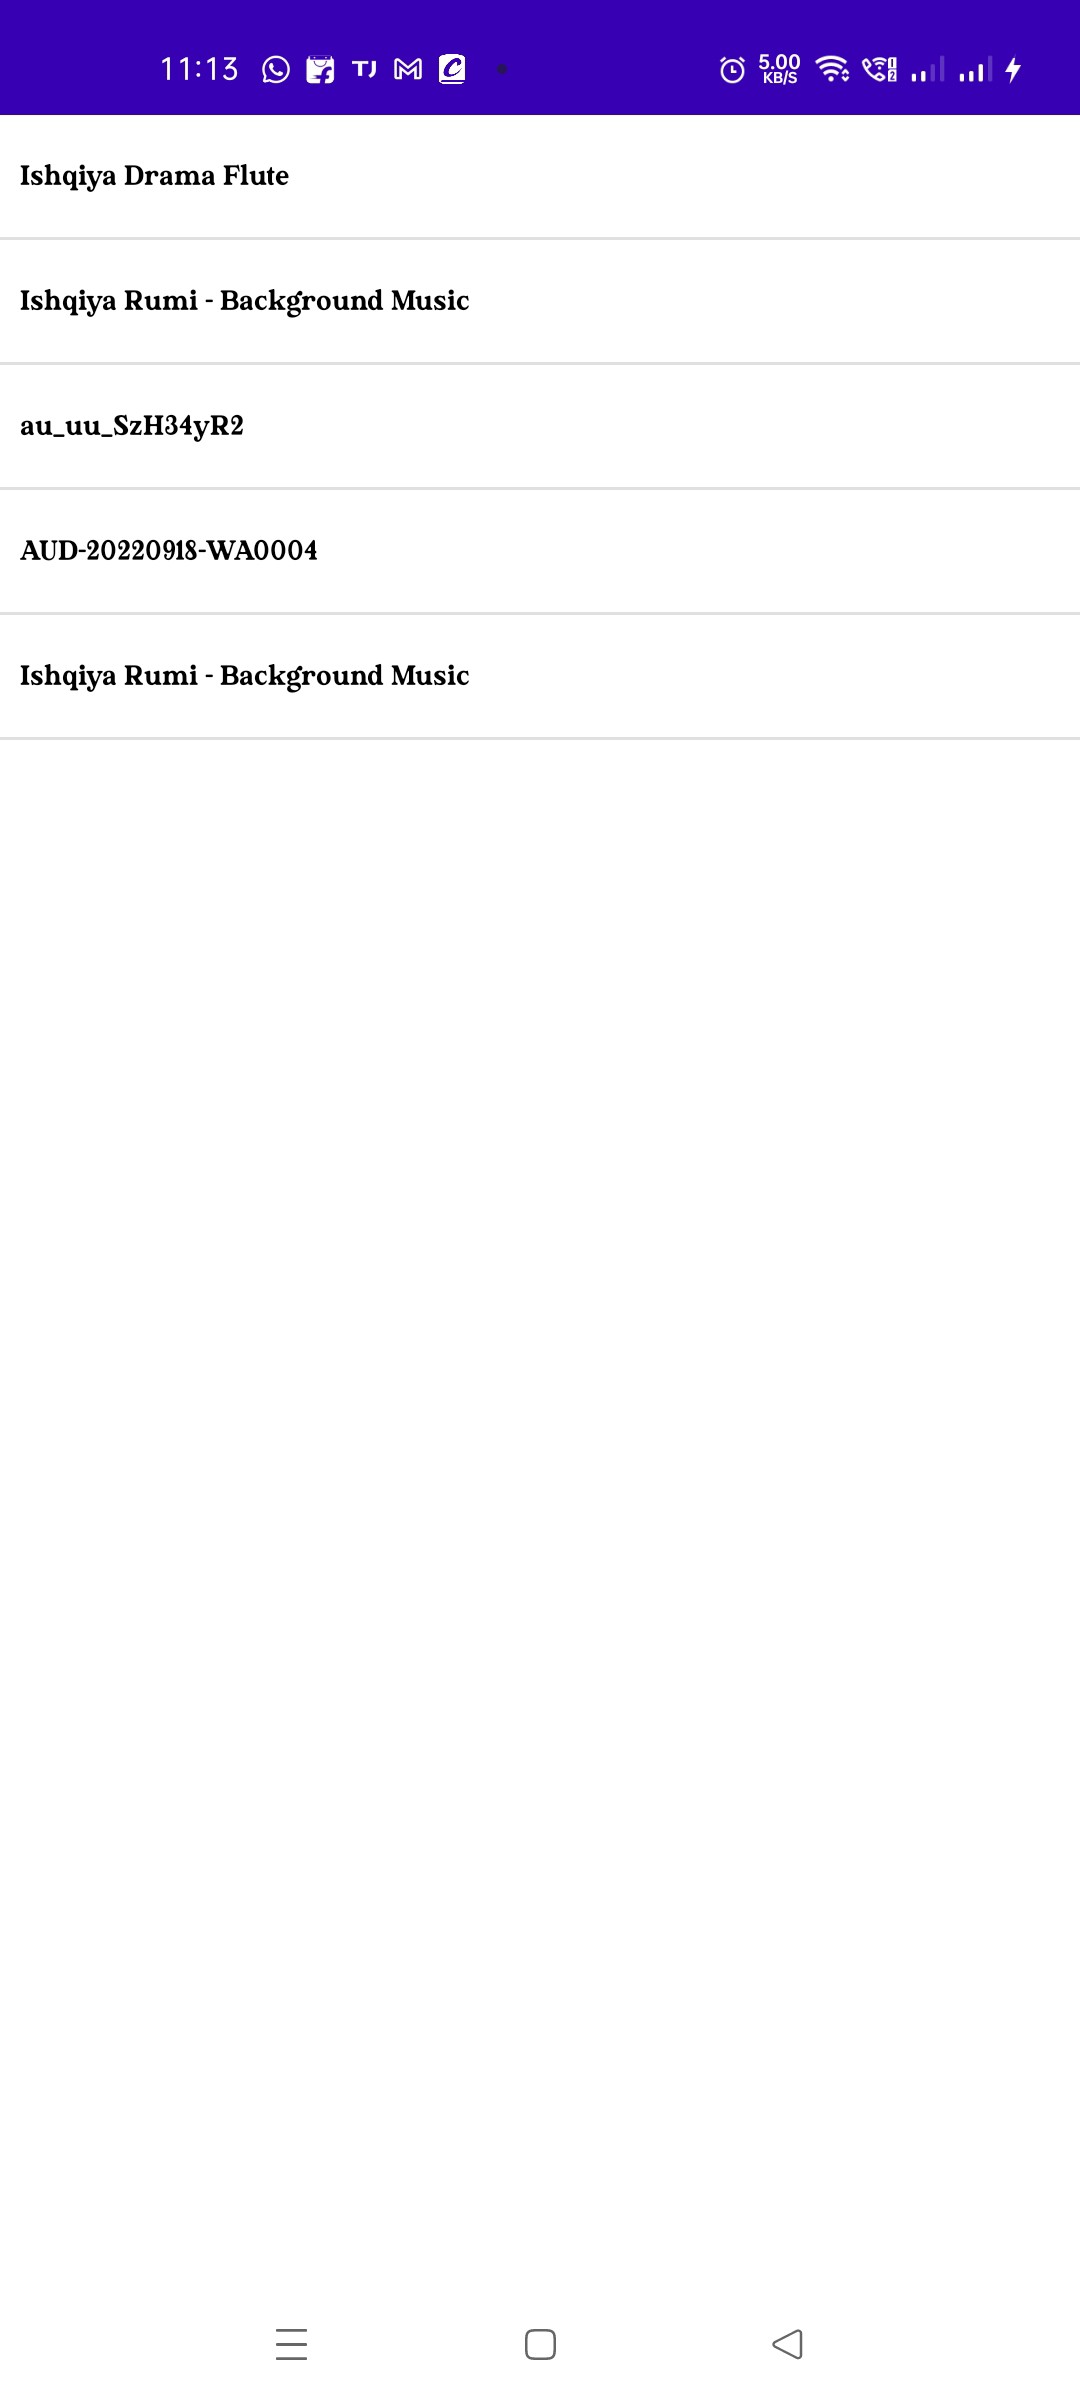 11:13 TJ 5.00 KB/S
Ishqiya Drama Flute
Ishqiya Rumi - Background Music
au_uu_SzH34yR2
AUD-20220918-WA0004
Ishqiya Rumi - Background Music